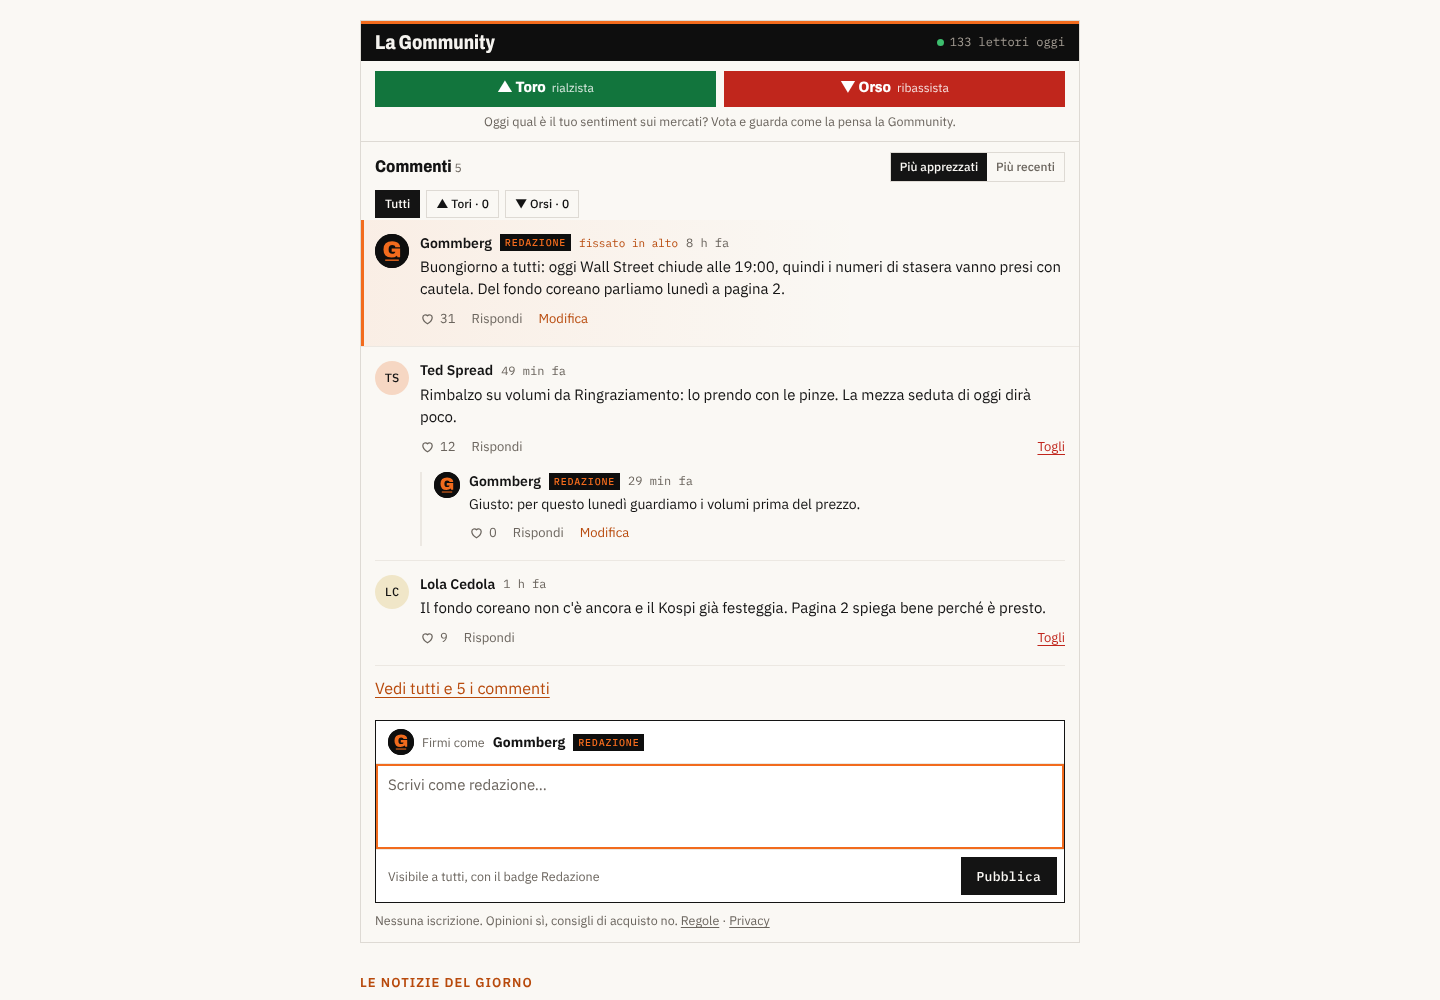 La Gommunity
133 lettori oggi
▲ Toro rialzista
▼ Orso ribassista
Oggi qual è il tuo sentiment sui mercati? Vota e guarda come la pensa la Gommunity.
Commenti 5
Più apprezzati
Più recenti
Tutti
▲ Tori · 0
▼ Orsi · 0
G
Gommberg REDAZIONE fissato in alto 8 h fa
Buongiorno a tutti: oggi Wall Street chiude alle 19:00, quindi i numeri di stasera vanno presi con
cautela. Del fondo coreano parliamo lunedì a pagina 2.
31 Rispondi Modifica
TS
Ted Spread 49 min fa
Rimbalzo su volumi da Ringraziamento: lo prendo con le pinze. La mezza seduta di oggi dirà
poco.
12 Rispondi Togli
G
Gommberg REDAZIONE 29 min fa
Giusto: per questo lunedì guardiamo i volumi prima del prezzo.
0 Rispondi Modifica
LC
Lola Cedola 1 h fa
Il fondo coreano non c'è ancora e il Kospi già festeggia. Pagina 2 spiega bene perché è presto.
9 Rispondi Togli
Vedi tutti e 5 i commenti
G
Firmi come Gommberg REDAZIONE
Scrivi come redazione...
Visibile a tutti, con il badge Redazione
Pubblica
Nessuna iscrizione. Opinioni sì, consigli di acquisto no. Regole · Privacy
LE NOTIZIE DEL GIORNO